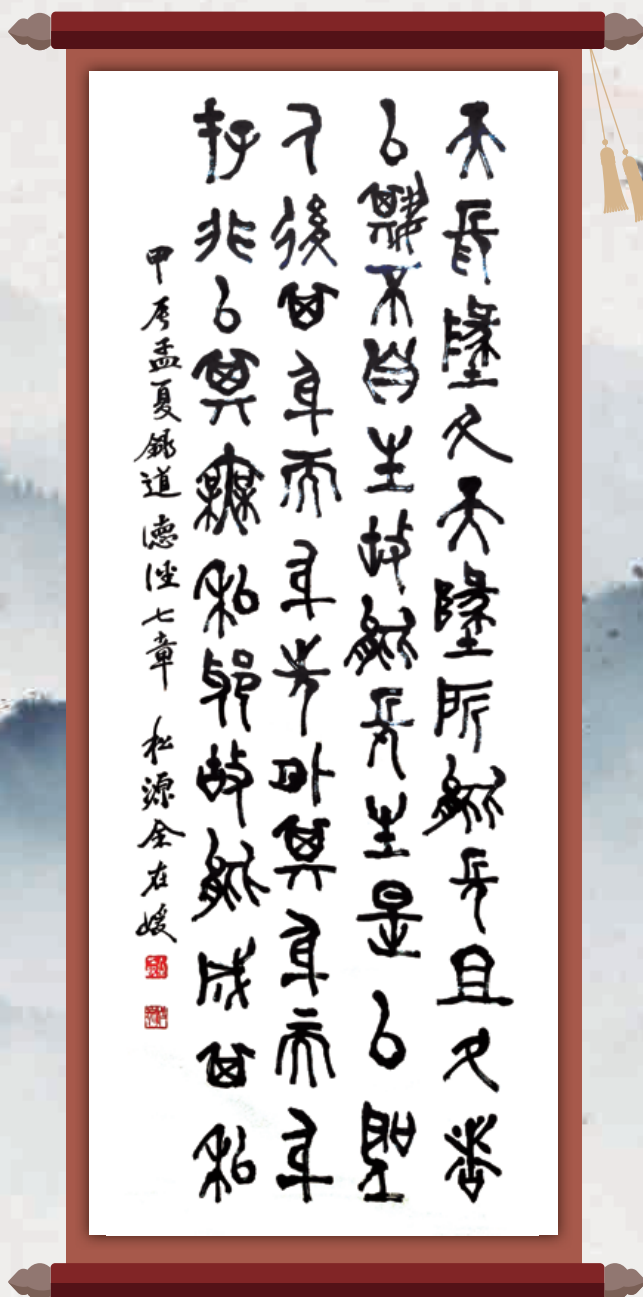 天長墬久天墬所能長且久者
以其不自生故能長生是以聖
人後其身而身先外其身而身
存非以其無私邪故能成其私
甲辰孟夏錄道德經七章 松源金在媛